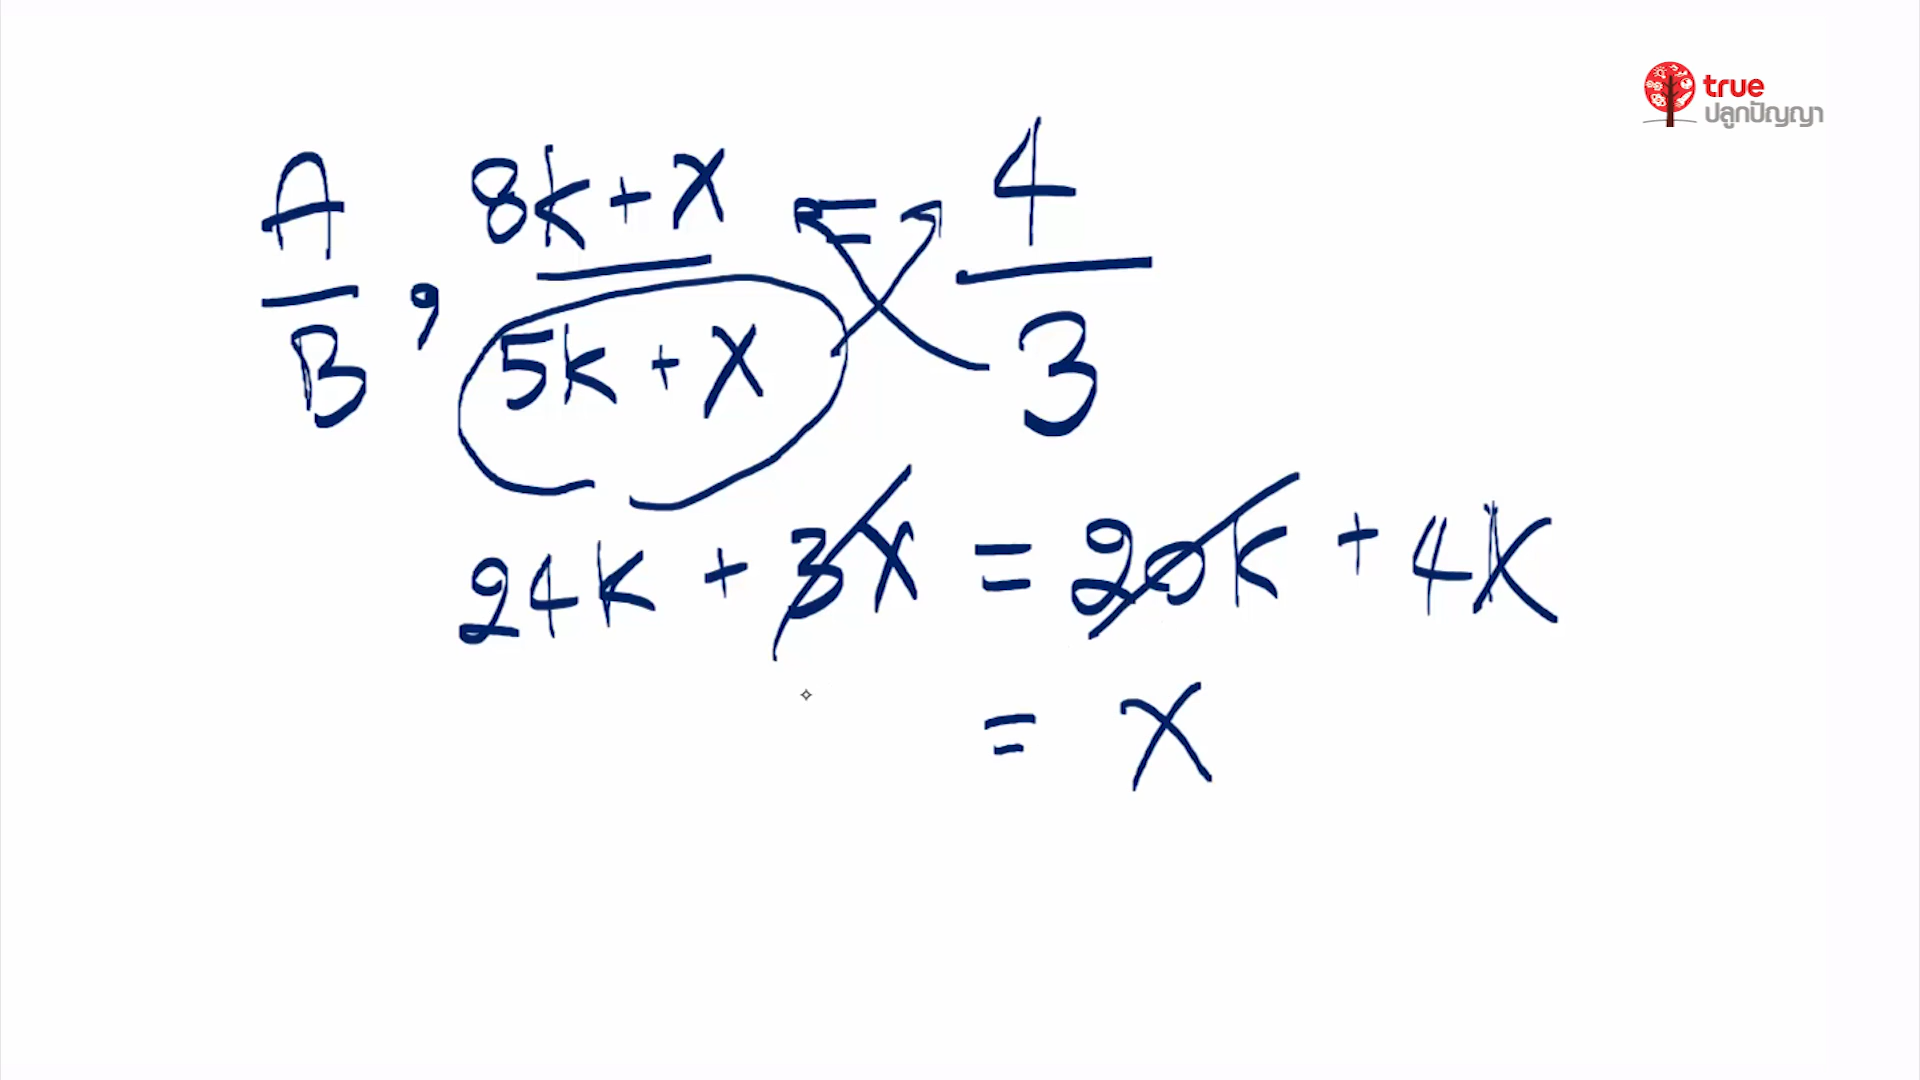 true
ปลูกปัญญา
A/B, (8k+x)/(5k+x) = 4/3
24k + 3x = 20k + 4x
= x